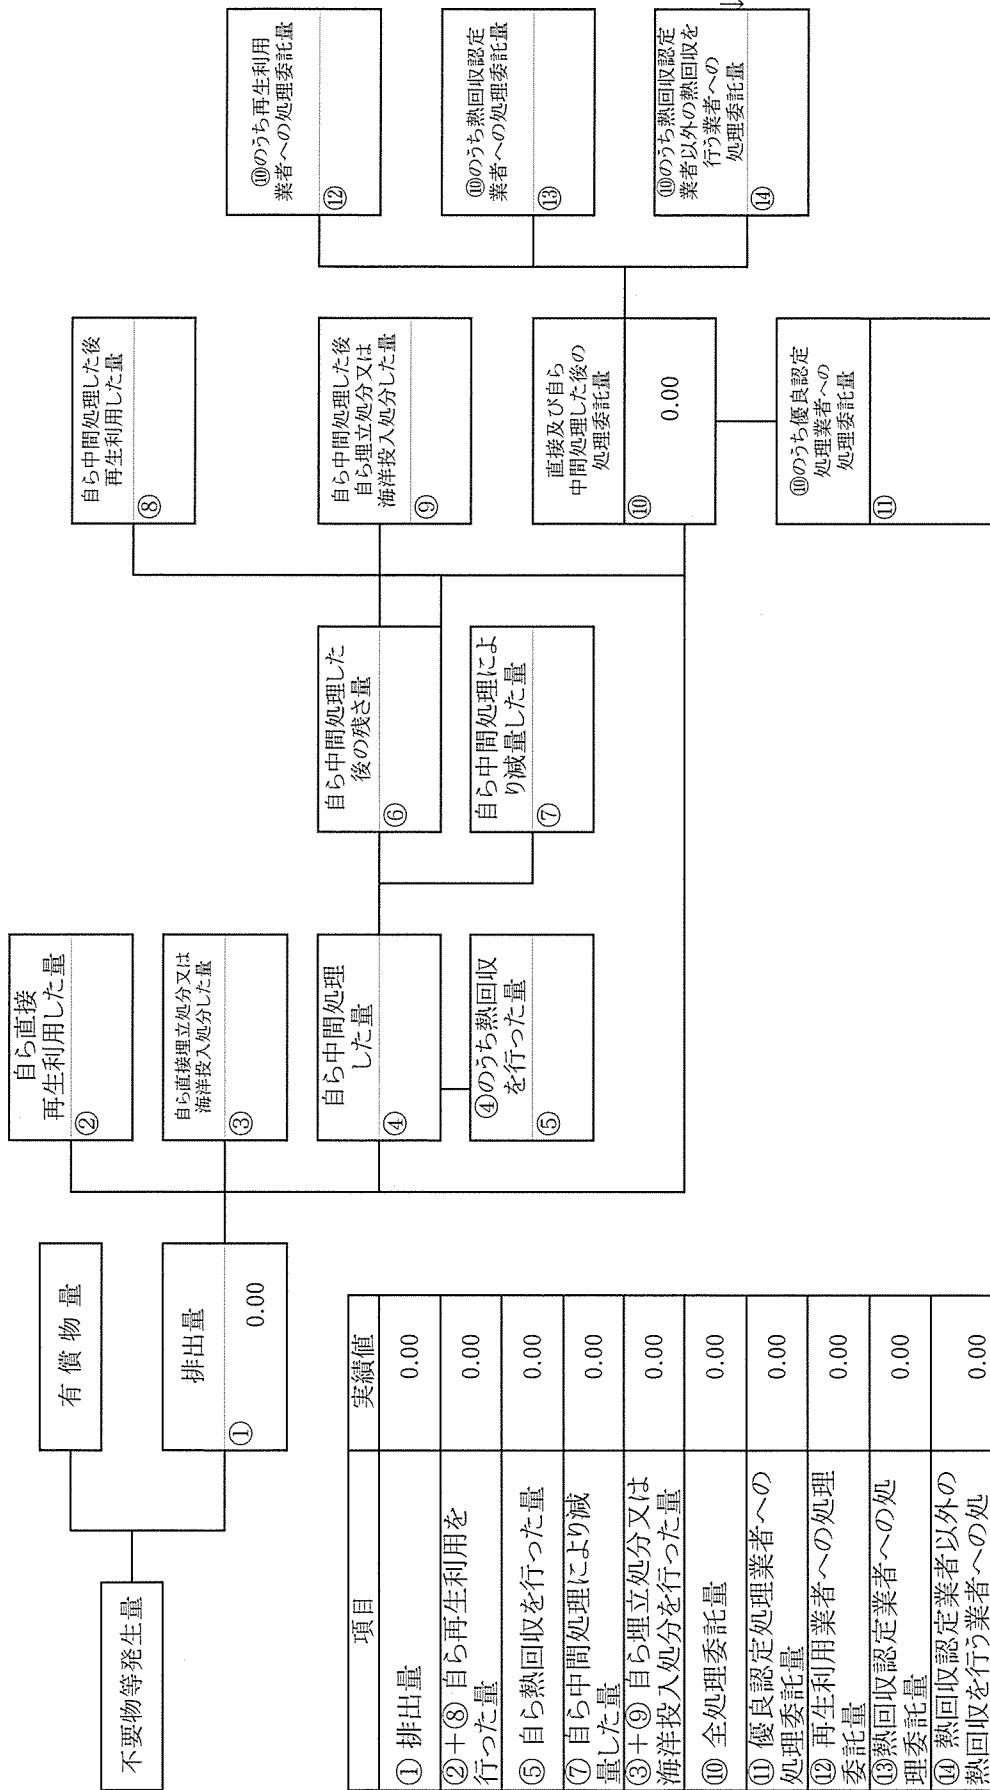 不要物等発生量
有償物量
排出量
①
0.00
自ら直接
再生利用した量
②
自ら直接埋立処分又は
海洋投入処分した量
③
自ら中間処理
した量
④
④のうち熱回収
を行った量
⑤
自ら中間処理した
後の残さ量
⑥
自ら中間処理によ
り減量した量
⑦
自ら中間処理した後
再生利用した量
⑧
自ら中間処理した後
自ら埋立処分又は
海洋投入処分した量
⑨
直接及び自ら
中間処理した後の
処理委託量
⑩
0.00
⑩のうち優良認定
処理業者への
処理委託量
⑪
⑩のうち再生利用
業者への処理委託量
⑫
⑩のうち熱回収認定
業者への処理委託量
⑬
⑩のうち熱回収認定
業者以外の熱回収を
行う業者への
処理委託量
⑭
項目 実績値
① 排出量 0.00
②+⑧ 自ら再生利用を
行った量 0.00
⑤ 自ら熱回収を行った量 0.00
⑦ 自ら中間処理により減
量した量 0.00
③+⑨ 自ら埋立処分又は
海洋投入処分を行った量 0.00
⑩ 全処理委託量 0.00
⑪ 優良認定処理業者への
処理委託量 0.00
⑫ 再生利用業者への処理
委託量 0.00
⑬熱回収認定業者への処
理委託量 0.00
⑭ 熱回収認定業者以外の
熱回収を行う業者への処 0.00